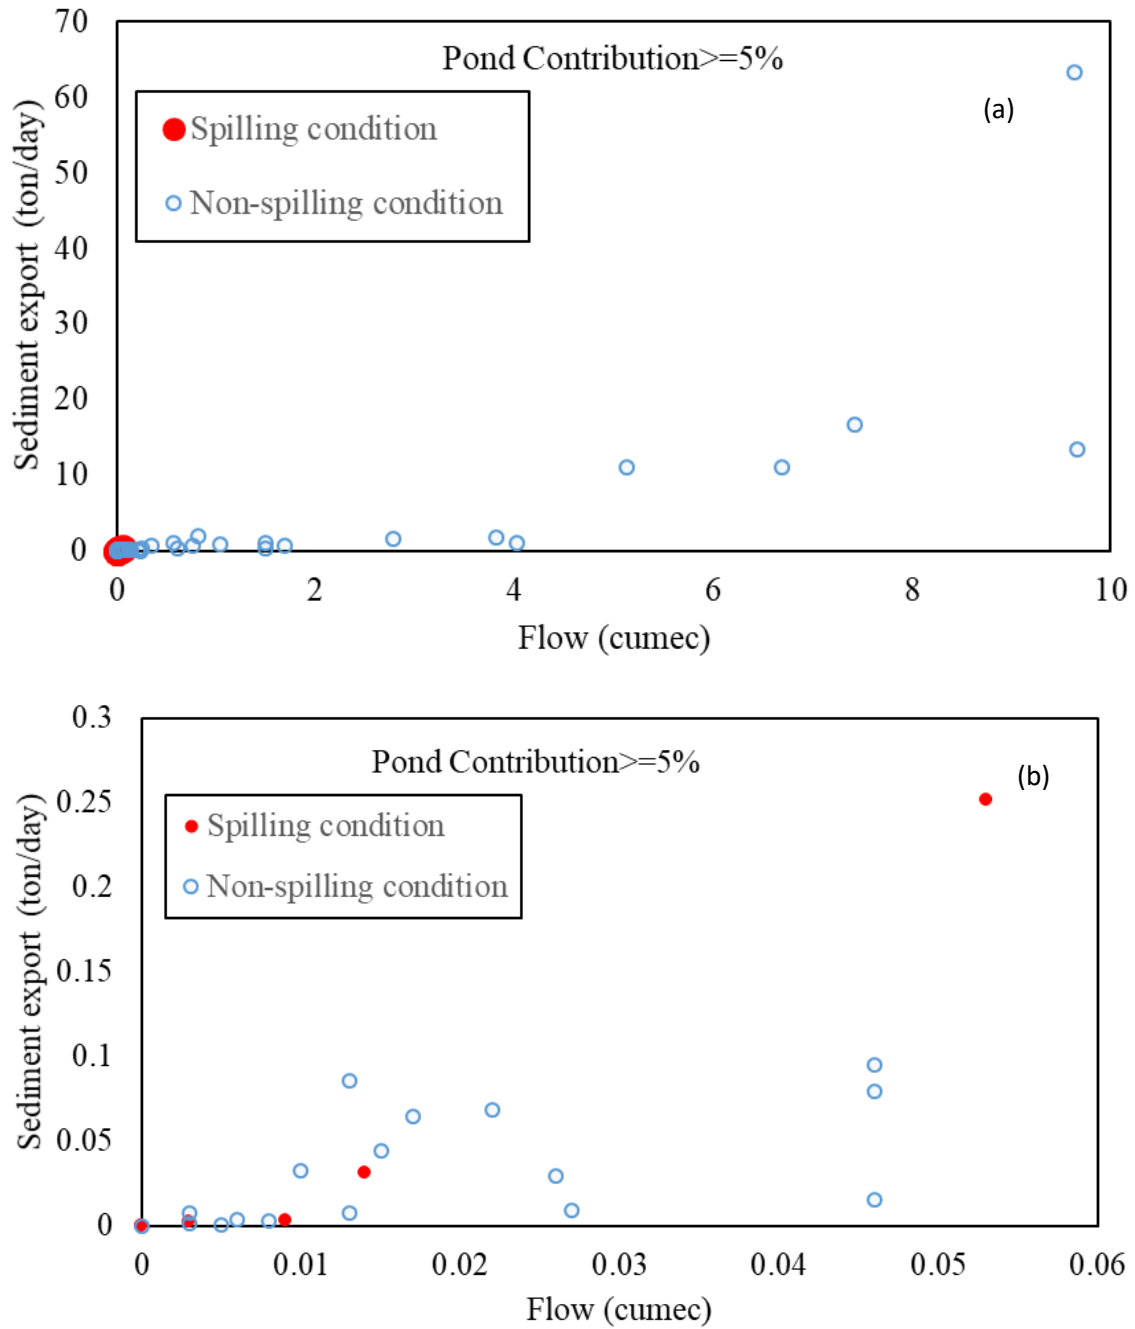 70
Pond Contribution>=5%
60
(a)
Spilling condition
50
Non-spilling condition
40
30
20
10
0
Sediment export (ton/day)
0 2 4 6 8 10
Flow (cumec)
0.3
Pond Contribution>=5%
(b)
0.25
Spilling condition
0.2
Non-spilling condition
0.15
0.1
0.05
0
Sediment export (ton/day)
0 0.01 0.02 0.03 0.04 0.05 0.06
Flow (cumec)